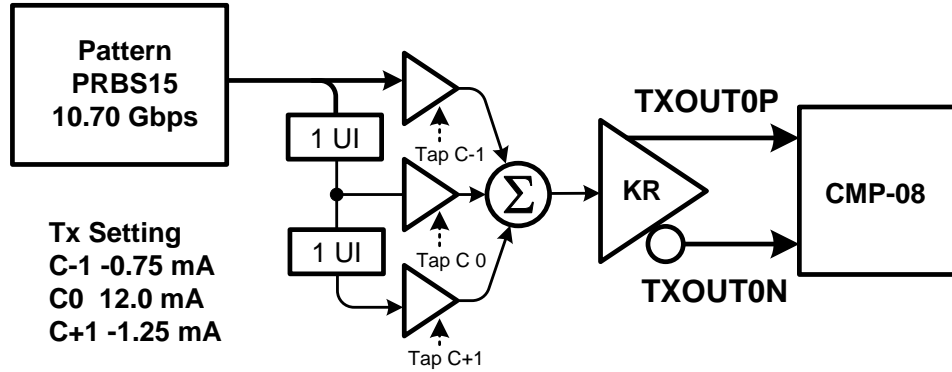 Pattern
PRBS15
10.70 Gbps
1 UI
1 UI
Tap C-1
Tap C 0
Tap C+1
Σ
KR
TXOUT0P
TXOUT0N
CMP-08
Tx Setting
C-1 -0.75 mA
C0 12.0 mA
C+1 -1.25 mA